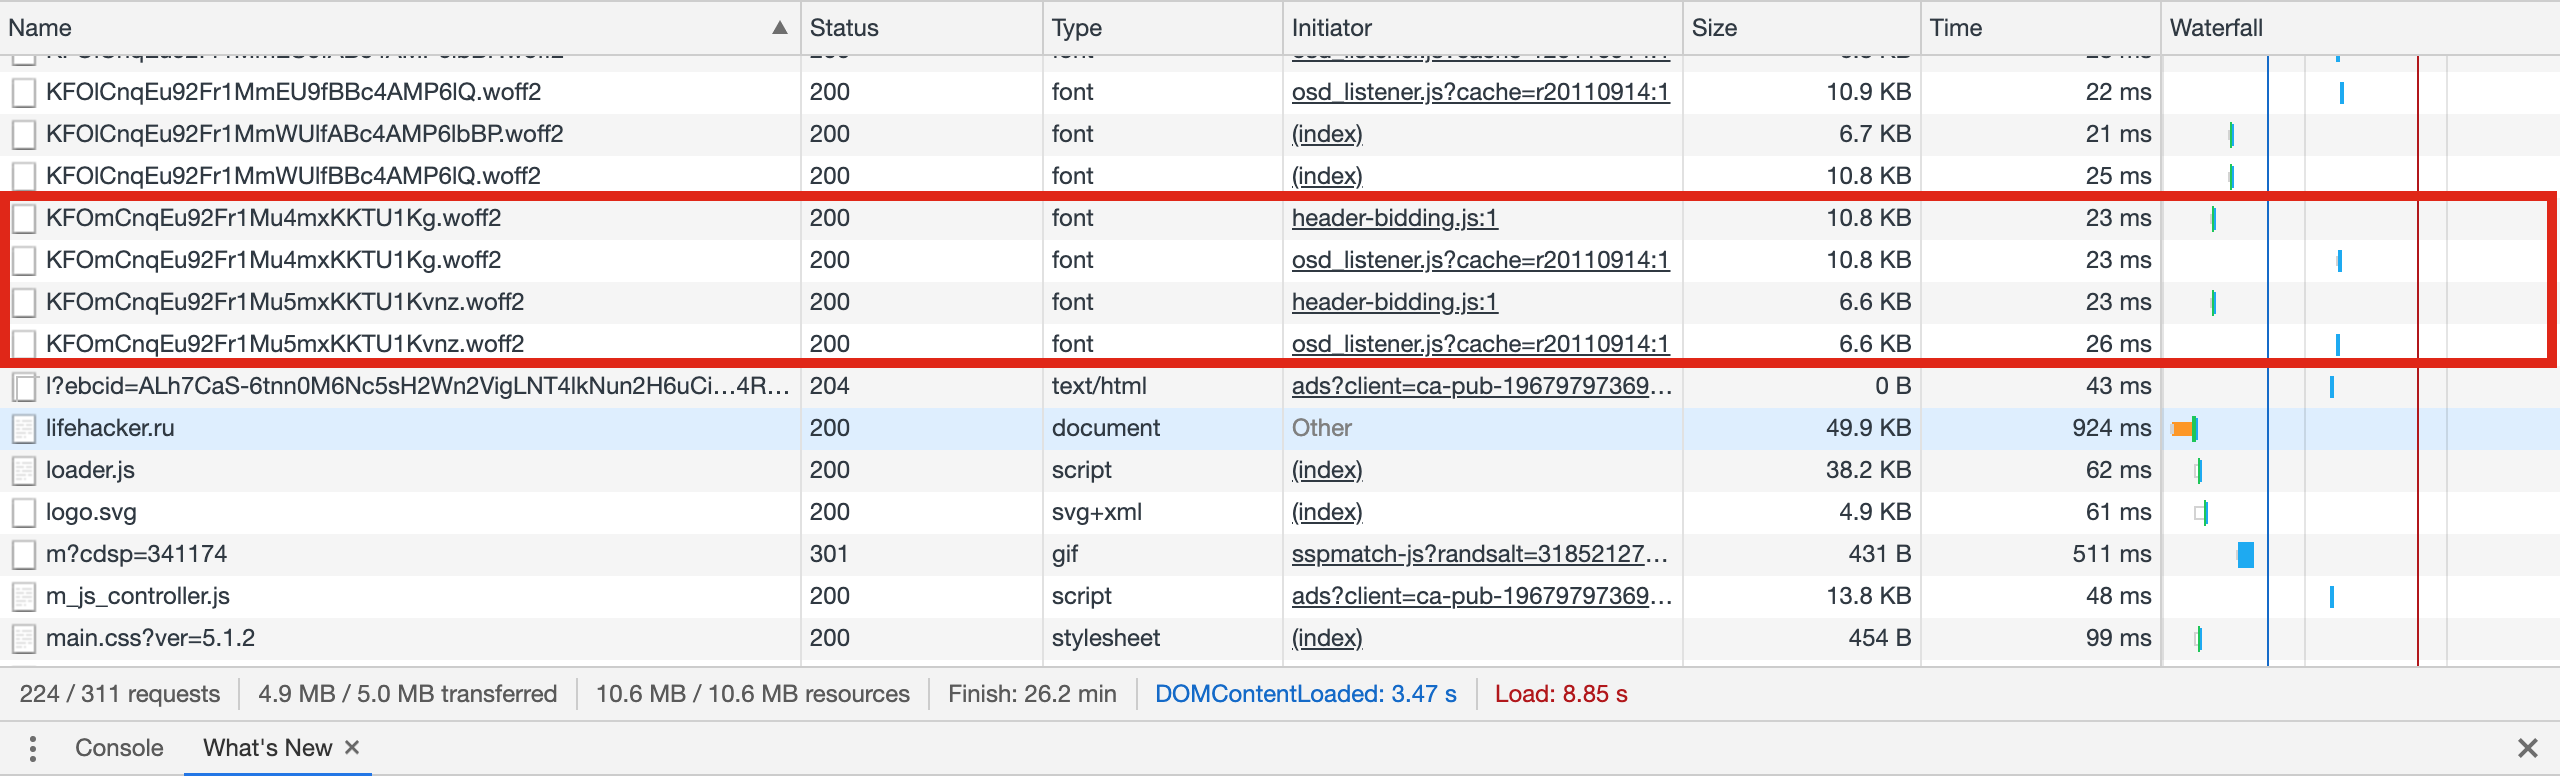 Name ▲ Status Type Initiator Size Time Waterfall
KFOlCnqEu92Fr1MmEU9fBBc4AMP6lQ.woff2 200 font osd_listener.js?cache=r20110914:1 10.9 KB 22 ms
KFOlCnqEu92Fr1MmWUlfABc4AMP6lbBP.woff2 200 font (index) 6.7 KB 21 ms
KFOlCnqEu92Fr1MmWUlfBBc4AMP6lQ.woff2 200 font (index) 10.8 KB 25 ms
KFOmCnqEu92Fr1Mu4mxKKTU1Kg.woff2 200 font header-bidding.js:1 10.8 KB 23 ms
KFOmCnqEu92Fr1Mu4mxKKTU1Kg.woff2 200 font osd_listener.js?cache=r20110914:1 10.8 KB 23 ms
KFOmCnqEu92Fr1Mu5mxKKTU1Kvnz.woff2 200 font header-bidding.js:1 6.6 KB 23 ms
KFOmCnqEu92Fr1Mu5mxKKTU1Kvnz.woff2 200 font osd_listener.js?cache=r20110914:1 6.6 KB 26 ms
l?ebcid=ALh7CaS-6tnn0M6Nc5sH2Wn2VigLNT4lkNun2H6uCi…4R… 204 text/html ads?client=ca-pub-19679797369… 0 B 43 ms
lifehacker.ru 200 document Other 49.9 KB 924 ms
loader.js 200 script (index) 38.2 KB 62 ms
logo.svg 200 svg+xml (index) 4.9 KB 61 ms
m?cdsp=341174 301 gif sspmatch-js?randsalt=31852127… 431 B 511 ms
m_js_controller.js 200 script ads?client=ca-pub-19679797369… 13.8 KB 48 ms
main.css?ver=5.1.2 200 stylesheet (index) 454 B 99 ms
224 / 311 requests 4.9 MB / 5.0 MB transferred 10.6 MB / 10.6 MB resources Finish: 26.2 min DOMContentLoaded: 3.47 s Load: 8.85 s
Console What's New ×